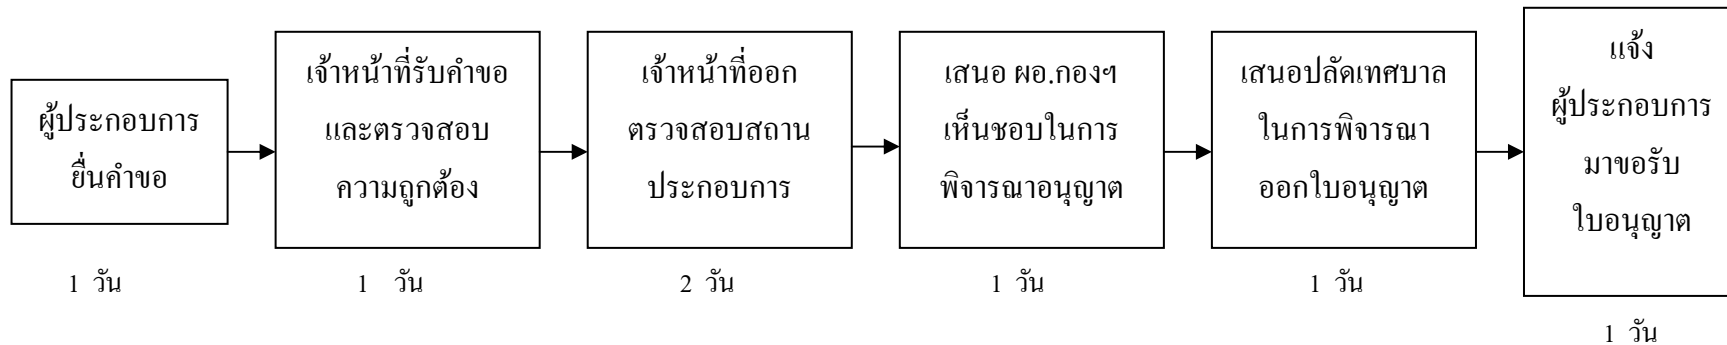 ผู้ประกอบการ
ยื่นคำขอ
1 วัน
เจ้าหน้าที่รับคำขอ
และตรวจสอบ
ความถูกต้อง
1 วัน
เจ้าหน้าที่ออก
ตรวจสอบสถาน
ประกอบการ
2 วัน
เสนอ ผอ.กองฯ
เห็นชอบในการ
พิจารณาอนุญาต
1 วัน
เสนอปลัดเทศบาล
ในการพิจารณา
ออกใบอนุญาต
1 วัน
แจ้ง
ผู้ประกอบการ
มาขอรับ
ใบอนุญาต
1 วัน